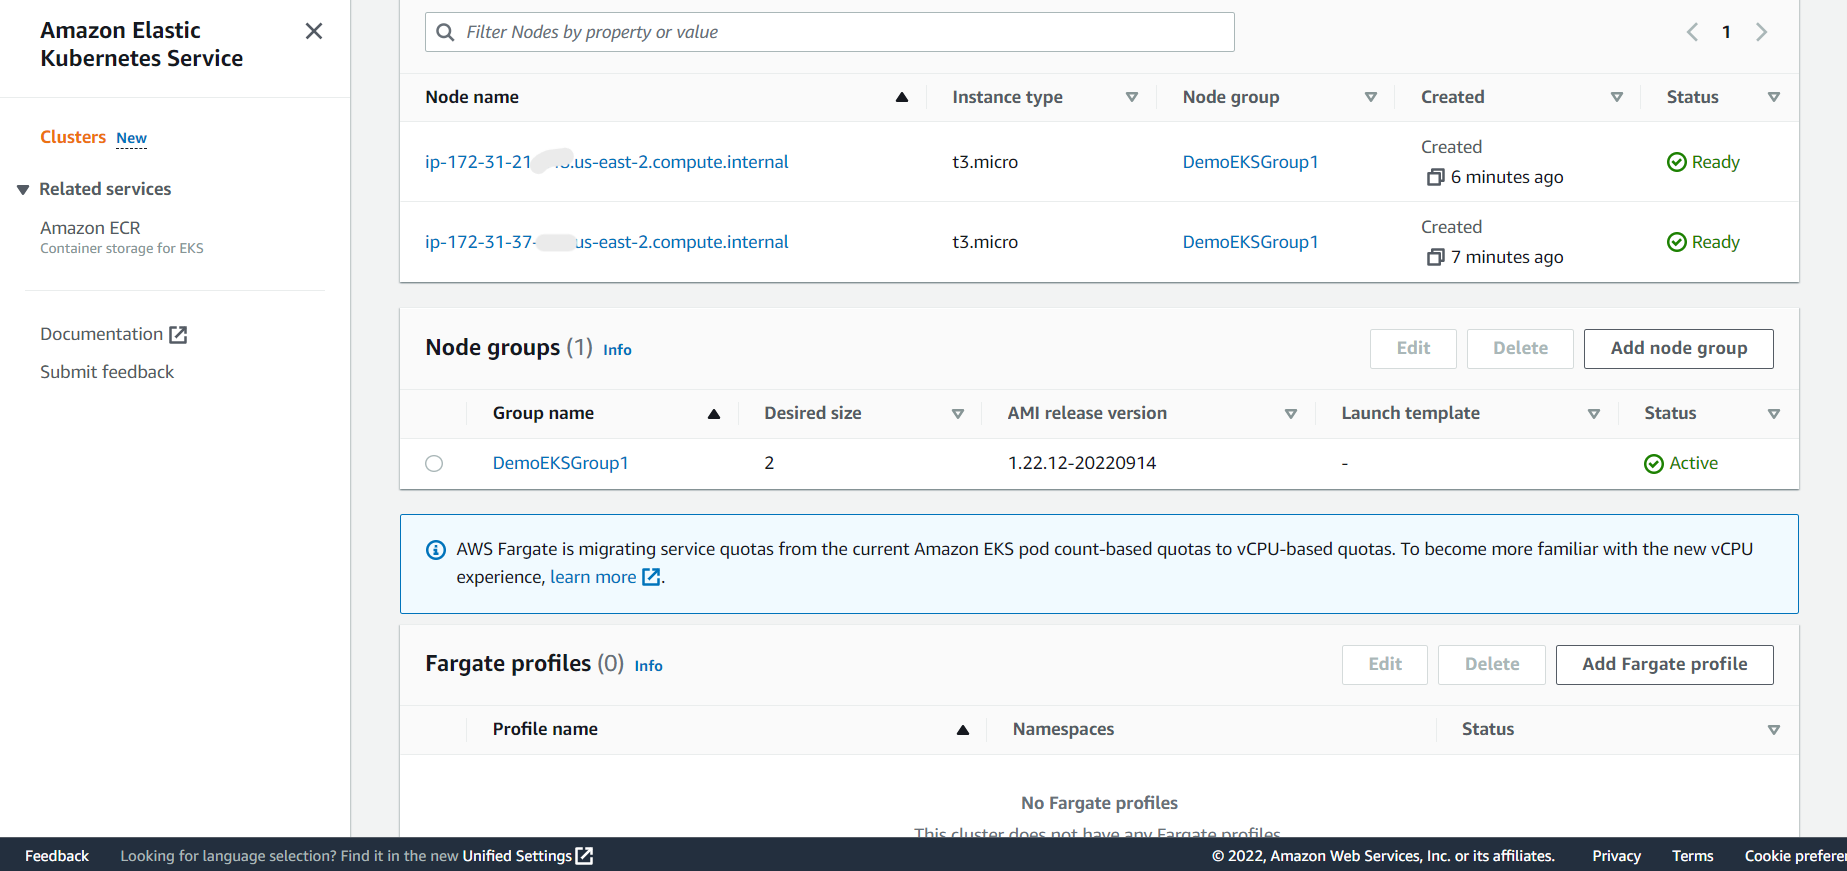 Amazon Elastic
Kubernetes Service
Clusters New
Related services
Amazon ECR
Container storage for EKS
Documentation
Submit feedback
Filter Nodes by property or value
1
Node name Instance type Node group Created Status
ip-172-31-21 .us-east-2.compute.internal t3.micro DemoEKSGroup1 Created
6 minutes ago Ready
ip-172-31-37- us-east-2.compute.internal t3.micro DemoEKSGroup1 Created
7 minutes ago Ready
Node groups (1) Info Edit Delete Add node group
Group name Desired size AMI release version Launch template Status
DemoEKSGroup1 2 1.22.12-20220914 - Active
AWS Fargate is migrating service quotas from the current Amazon EKS pod count-based quotas to vCPU-based quotas. To become more familiar with the new vCPU
experience, learn more.
Fargate profiles (0) Info Edit Delete Add Fargate profile
Profile name Namespaces Status
No Fargate profiles
This cluster does not have any Fargate profiles
Feedback Looking for language selection? Find it in the new Unified Settings © 2022, Amazon Web Services, Inc. or its affiliates. Privacy Terms Cookie preferen